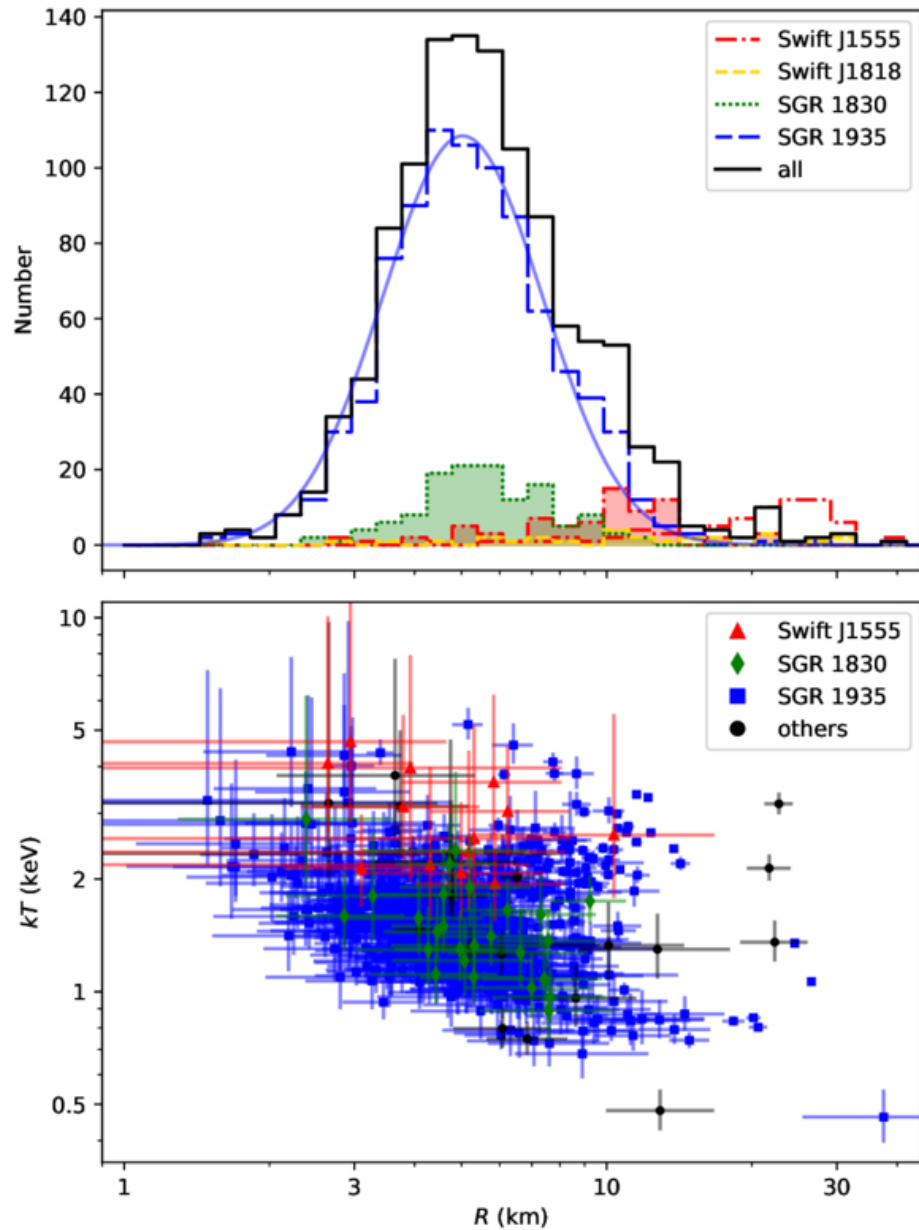 140
120
100
80
60
40
20
0
Number
Swift J1555
Swift J1818
SGR 1830
SGR 1935
all
10
5
2
1
0.5
kT (keV)
Swift J1555
SGR 1830
SGR 1935
others
1
3
10
30
R (km)